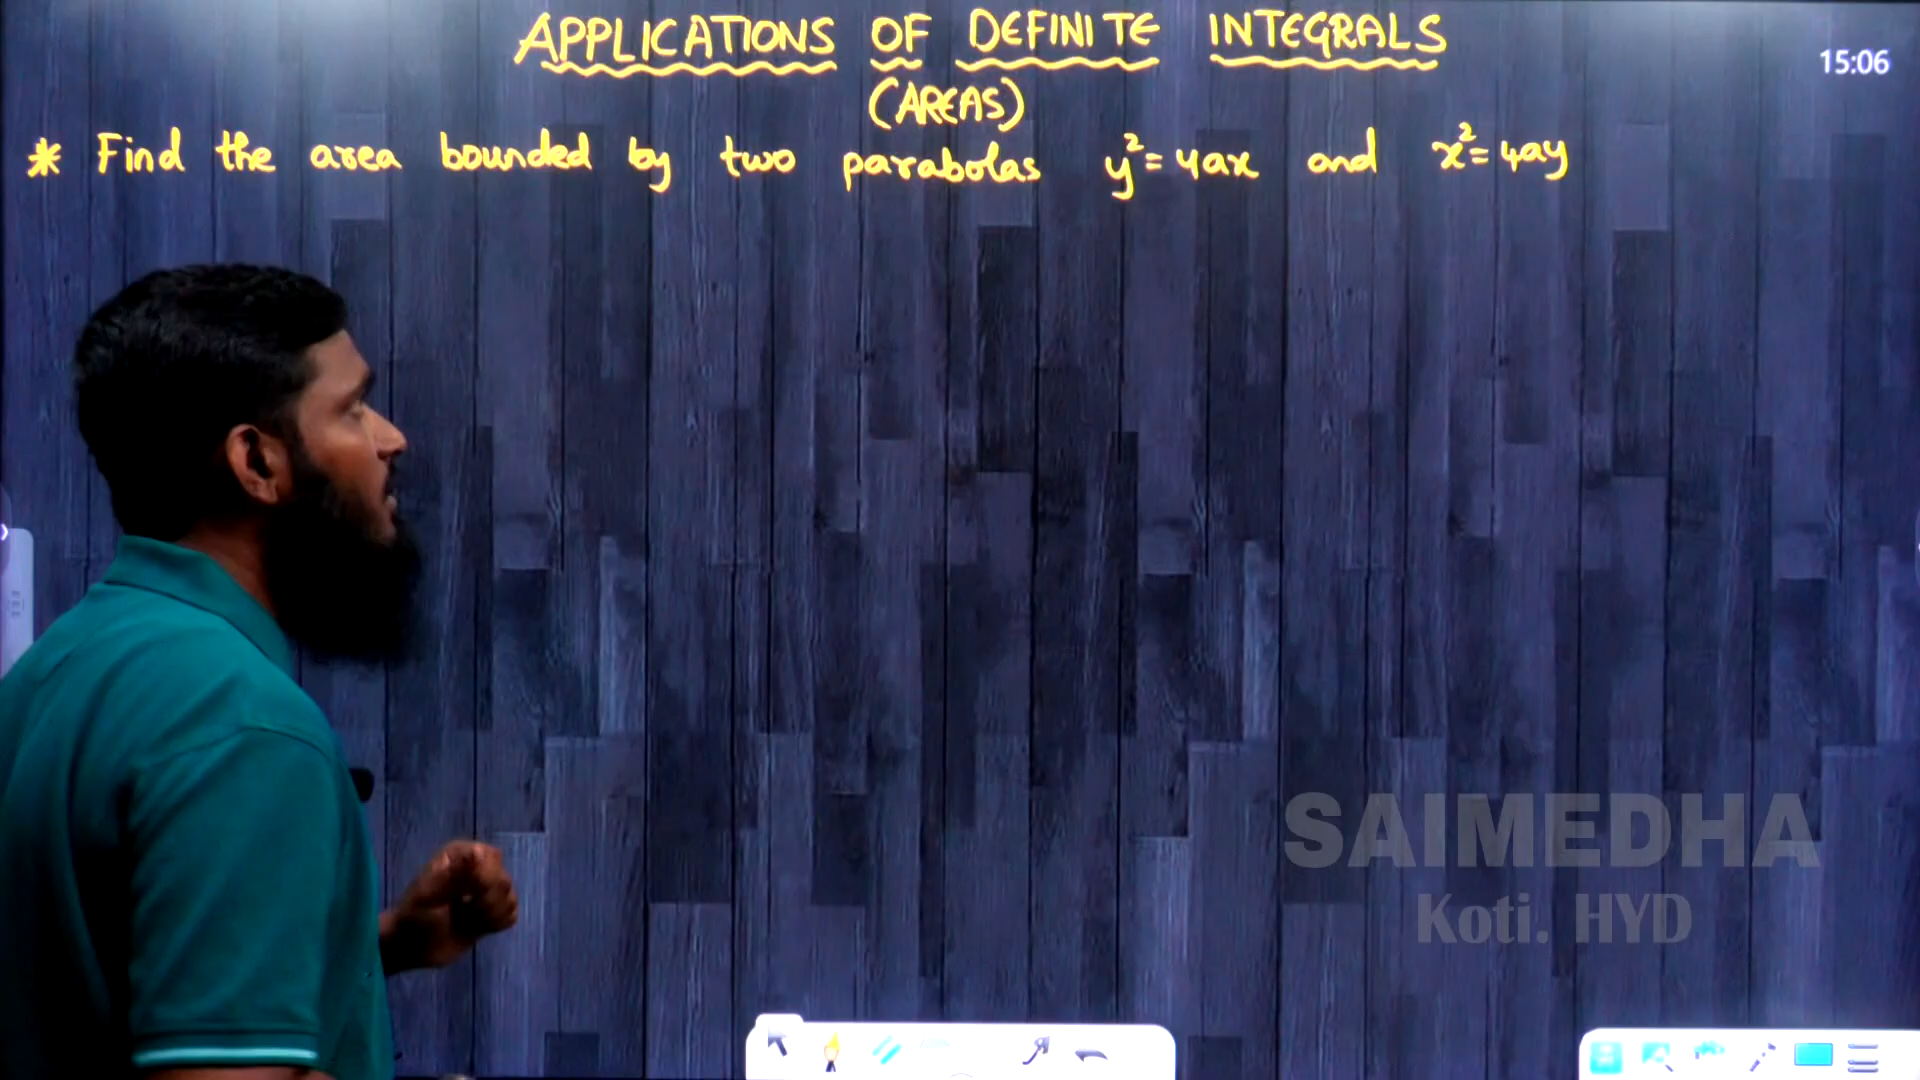 APPLICATIONS OF DEFINITE INTEGRALS
15:06
(AREAS)
* Find the area bounded by two parabolas y²=4ax and x²=4ay
SAIMEDHA
Koti. HYD